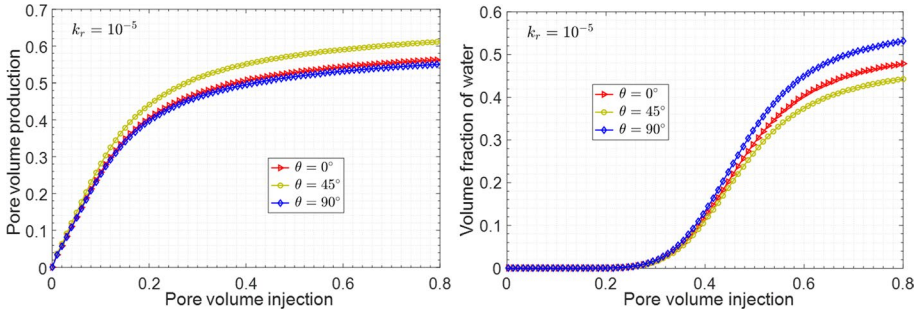 0.7
0.6
0.5
0.4
0.3
0.2
0.1
0
Pore volume production
k_r = 10^{-5}
θ = 0°
θ = 45°
θ = 90°
0 0.2 0.4 0.6 0.8
Pore volume injection
0.6
0.5
0.4
0.3
0.2
0.1
0
Volume fraction of water
k_r = 10^{-5}
θ = 0°
θ = 45°
θ = 90°
0 0.2 0.4 0.6 0.8
Pore volume injection